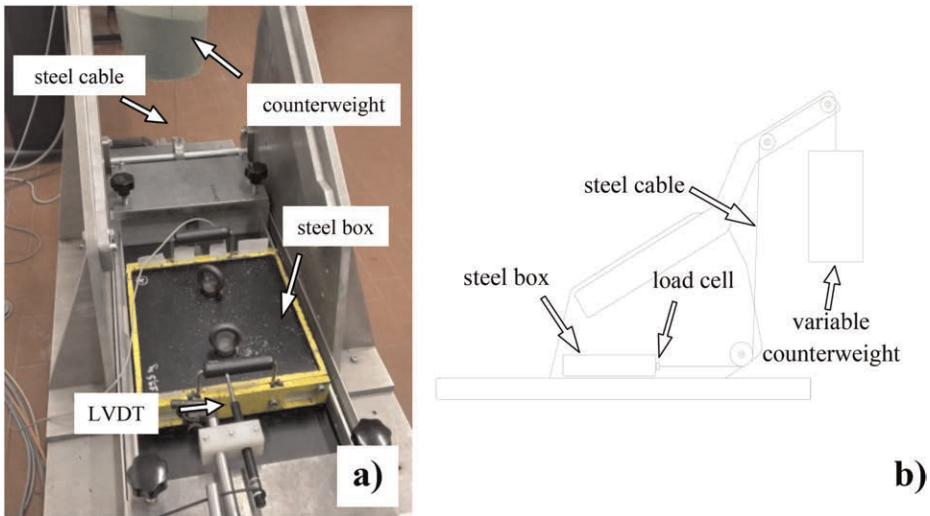 steel cable
counterweight
steel box
LVDT
a)
steel cable
steel box
load cell
variable
counterweight
b)